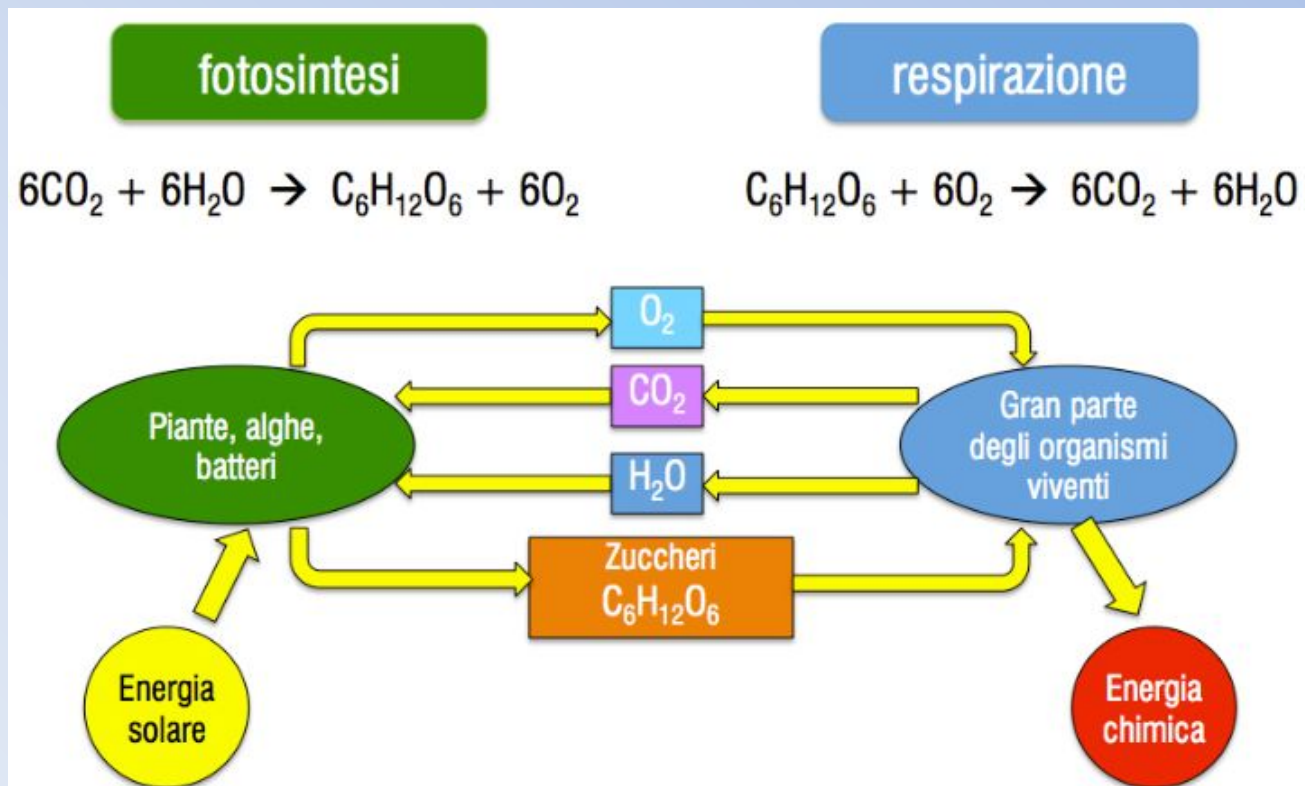 fotosintesi
respirazione
6CO₂ + 6H₂O → C₆H₁₂O₆ + 6O₂
C₆H₁₂O₆ + 6O₂ → 6CO₂ + 6H₂O
O₂
CO₂
H₂O
Piante, alghe,
batteri
Gran parte
degli organismi
viventi
Zuccheri
C₆H₁₂O₆
Energia
solare
Energia
chimica